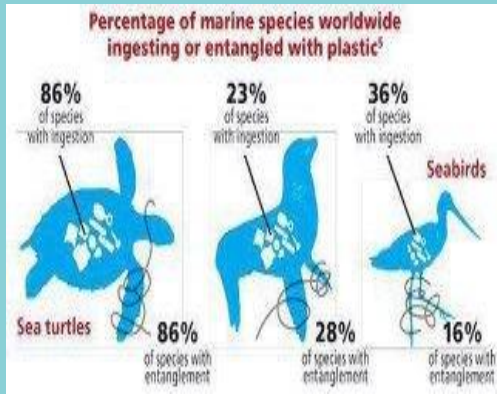 Percentage of marine species worldwide
ingesting or entangled with plastic⁵
86%
of species
with ingestion
23%
of species
with ingestion
36%
of species
with ingestion
Seabirds
Sea turtles
86%
of species with
entanglement
28%
of species with
entanglement
16%
of species with
entanglement